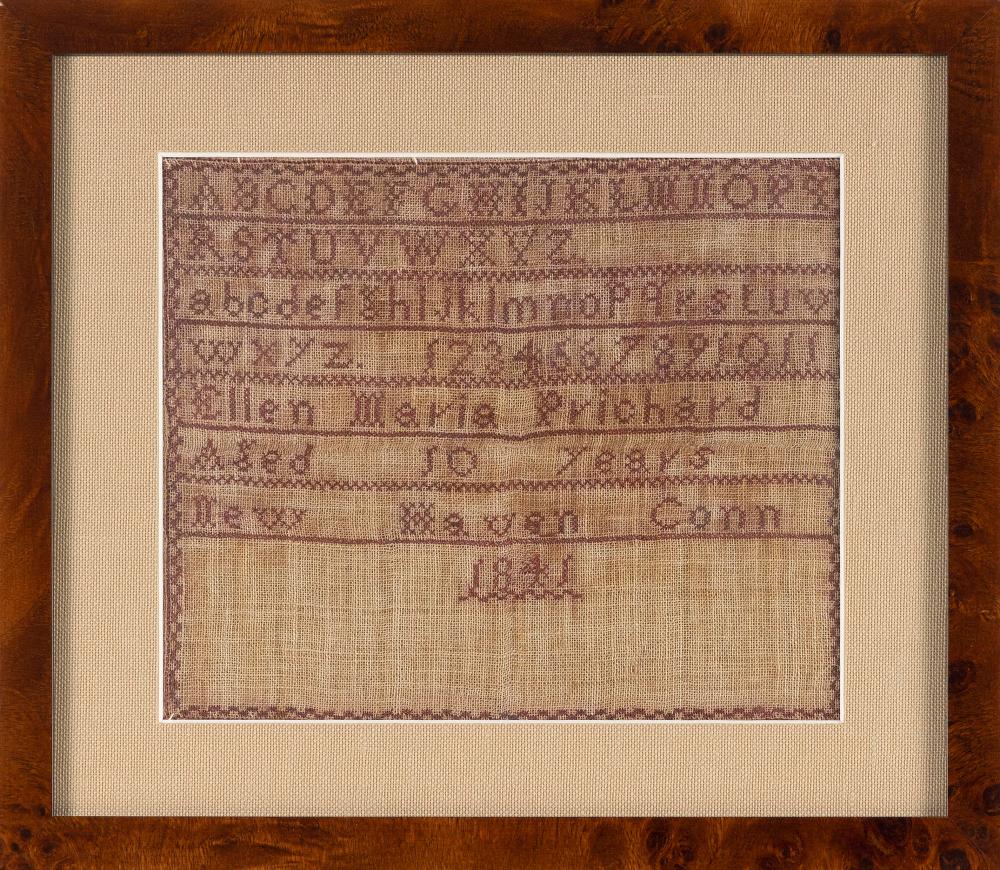 ABCDEFGHIJKLMNOPQ
RSTUVWXYZ
abcdefghIJklmnopqrstuv
wxyz. 1234567891011
Ellen Maria Prichard
Aged 10 years
New Haven Conn
1841